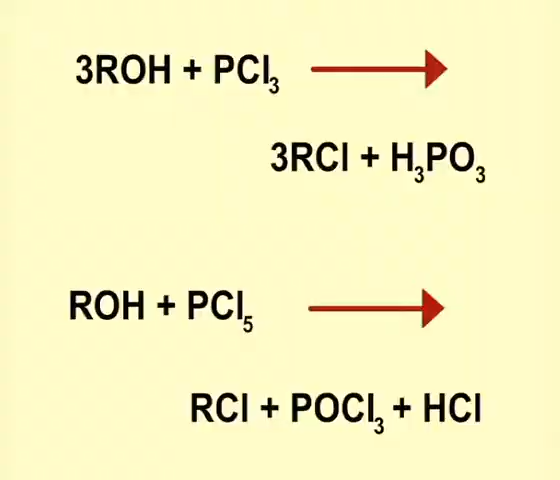 3ROH + PCl₃
3RCl + H₃PO₃
ROH + PCl₅
RCl + POCl₃ + HCl